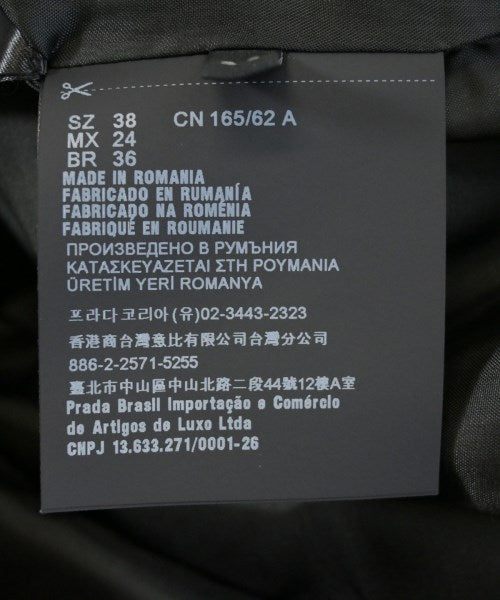 SZ 38 CN 165/62 A
MX 24
BR 36
MADE IN ROMANIA
FABRICADO EN RUMANÍA
FABRICADO NA ROMÉNIA
FABRIQUÉ EN ROUMANIE
ПРОИЗВЕДЕНО В РУМЪНИЯ
ΚΑΤΑΣΚΕΥΑΖΕΤΑΙ ΣΤΗ ΡΟΥΜΑΝΙΑ
ÜRETİM YERİ ROMANYA
프라다코리아(유)02-3443-2323
香港商台灣意比有限公司台灣分公司
886-2-2571-5255
臺北市中山區中山北路二段44號12樓A室
Prada Brasil Importação e Comércio
de Artigos de Luxo Ltda
CNPJ 13.633.271/0001-26